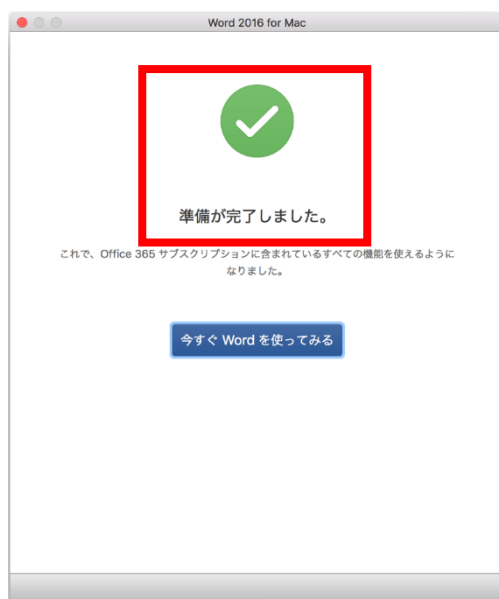 Word 2016 for Mac
準備が完了しました。
これで、Office 365 サブスクリプションに含まれているすべての機能を使えるように
なりました。
今すぐ Word を使ってみる